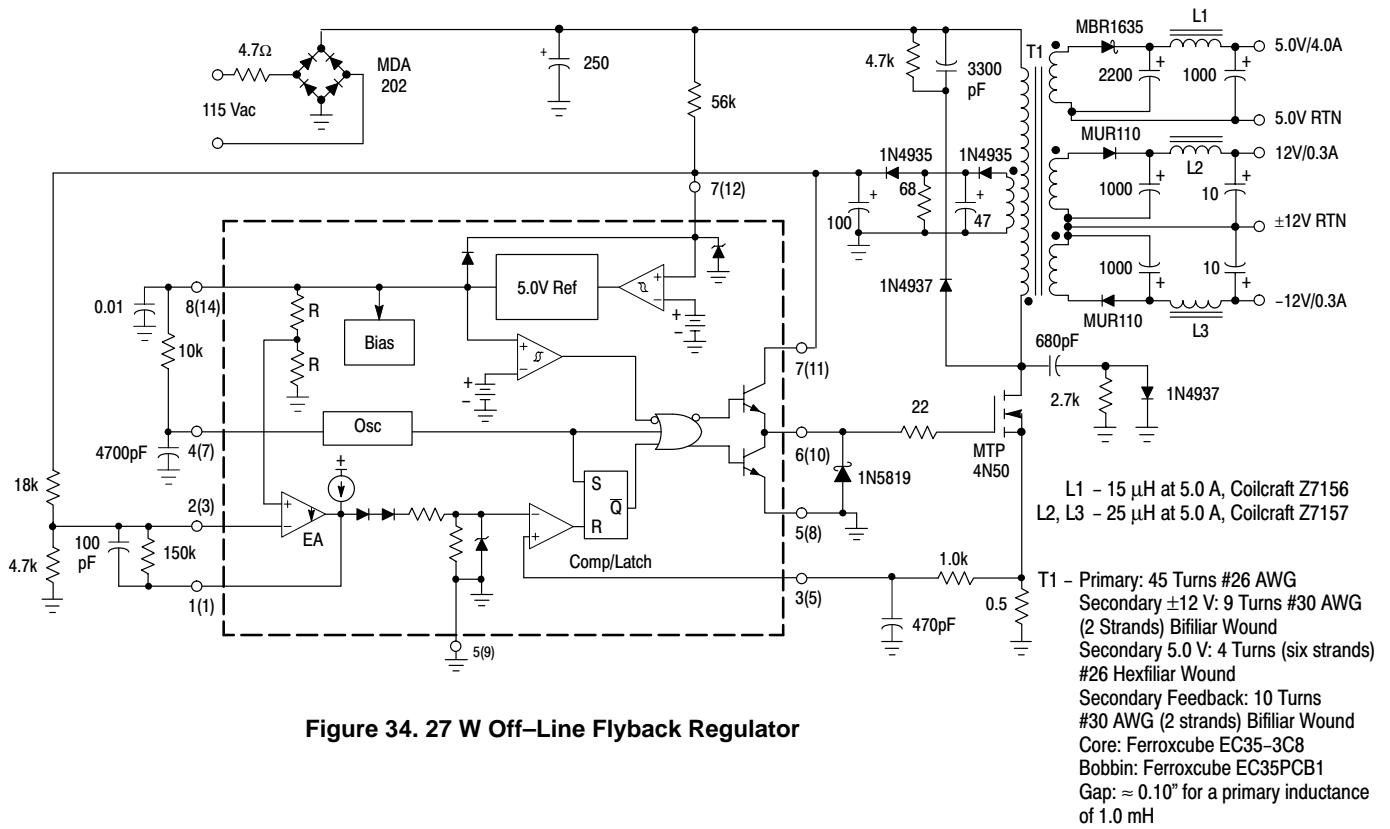 4.7Ω
MDA
202
115 Vac
+
250
56k
4.7k
3300
pF
T1
MBR1635
L1
+
2200
+
1000
5.0V/4.0A
5.0V RTN
MUR110
L2
+
1000
+
10
12V/0.3A
±12V RTN
+
1000
+
10
−12V/0.3A
MUR110
L3
1N4935
1N4935
68
+
100
+
47
7(12)
1N4937
0.01
8(14)
R
R
Bias
5.0V Ref
+
−
+
−
+
−
+
−
10k
7(11)
680pF
2.7k
1N4937
Osc
4700pF
4(7)
22
6(10)
MTP
4N50
1N5819
18k
+
S
Q
R
2(3)
+
−
EA
−
+
Comp/Latch
5(8)
100
pF
150k
4.7k
1(1)
3(5)
1.0k
470pF
0.5
5(9)
L1 – 15 μH at 5.0 A, Coilcraft Z7156
L2, L3 – 25 μH at 5.0 A, Coilcraft Z7157
T1 – Primary: 45 Turns #26 AWG
Secondary ±12 V: 9 Turns #30 AWG
(2 Strands) Bifiliar Wound
Secondary 5.0 V: 4 Turns (six strands)
#26 Hexfiliar Wound
Secondary Feedback: 10 Turns
#30 AWG (2 strands) Bifiliar Wound
Core: Ferroxcube EC35−3C8
Bobbin: Ferroxcube EC35PCB1
Gap: ≈ 0.10" for a primary inductance
of 1.0 mH
Figure 34. 27 W Off−Line Flyback Regulator